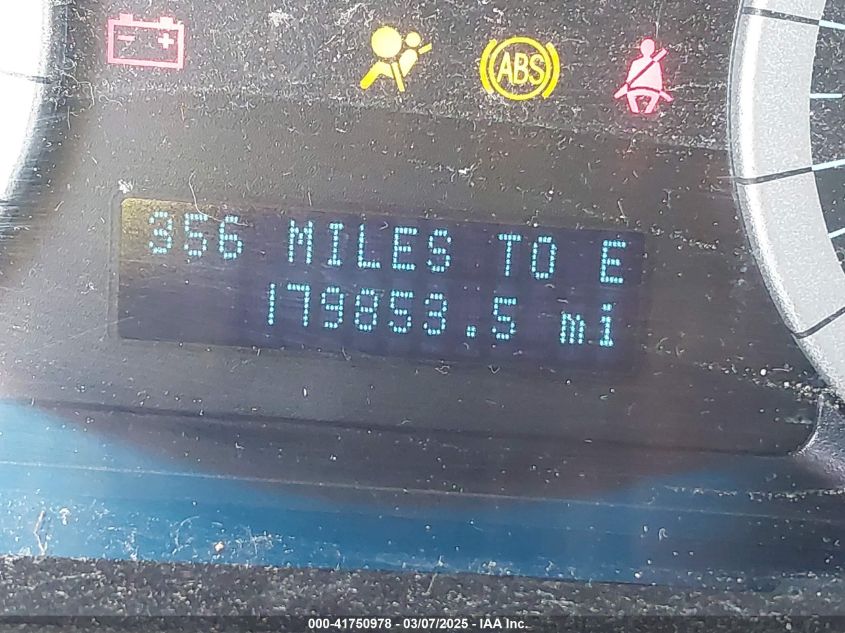 - +
ABS
356 MILES TO E
179853.5 mi
000-41750978 - 03/07/2025 - IAA Inc.